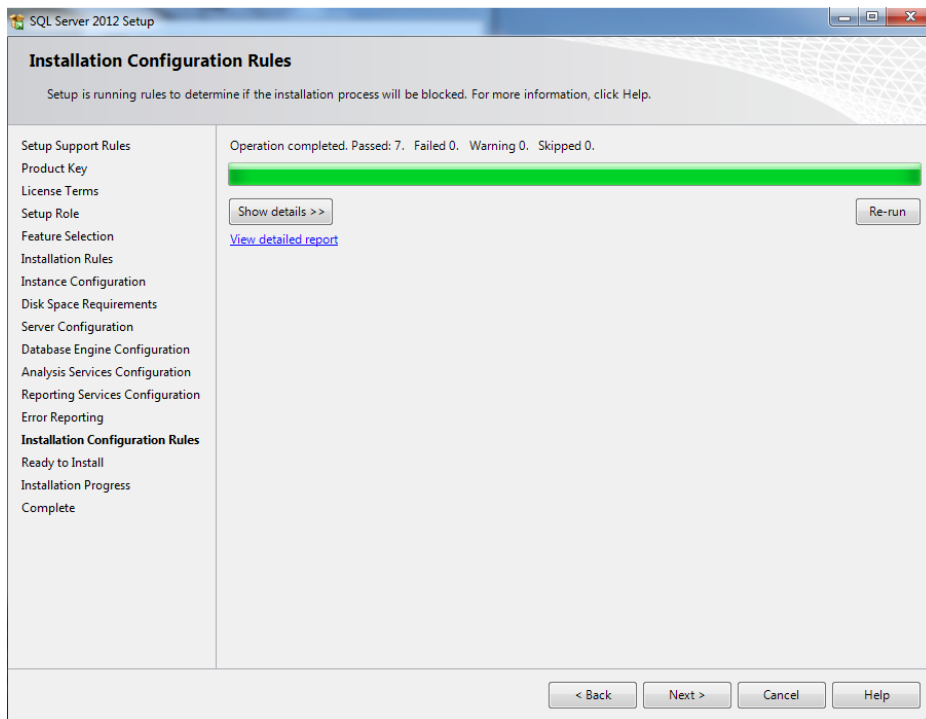 SQL Server 2012 Setup
Installation Configuration Rules
Setup is running rules to determine if the installation process will be blocked. For more information, click Help.
Setup Support Rules
Product Key
License Terms
Setup Role
Feature Selection
Installation Rules
Instance Configuration
Disk Space Requirements
Server Configuration
Database Engine Configuration
Analysis Services Configuration
Reporting Services Configuration
Error Reporting
Installation Configuration Rules
Ready to Install
Installation Progress
Complete
Operation completed. Passed: 7. Failed 0. Warning 0. Skipped 0.
Show details >>
Re-run
View detailed report
< Back
Next >
Cancel
Help